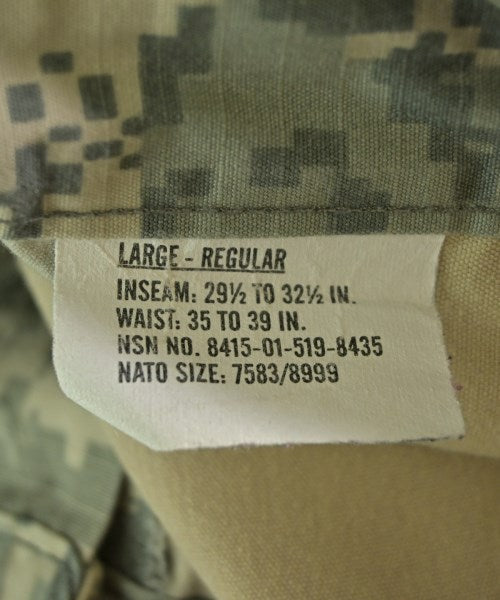 LARGE - REGULAR
INSEAM: 29½ TO 32½ IN.
WAIST: 35 TO 39 IN.
NSN NO. 8415-01-519-8435
NATO SIZE: 7583/8999